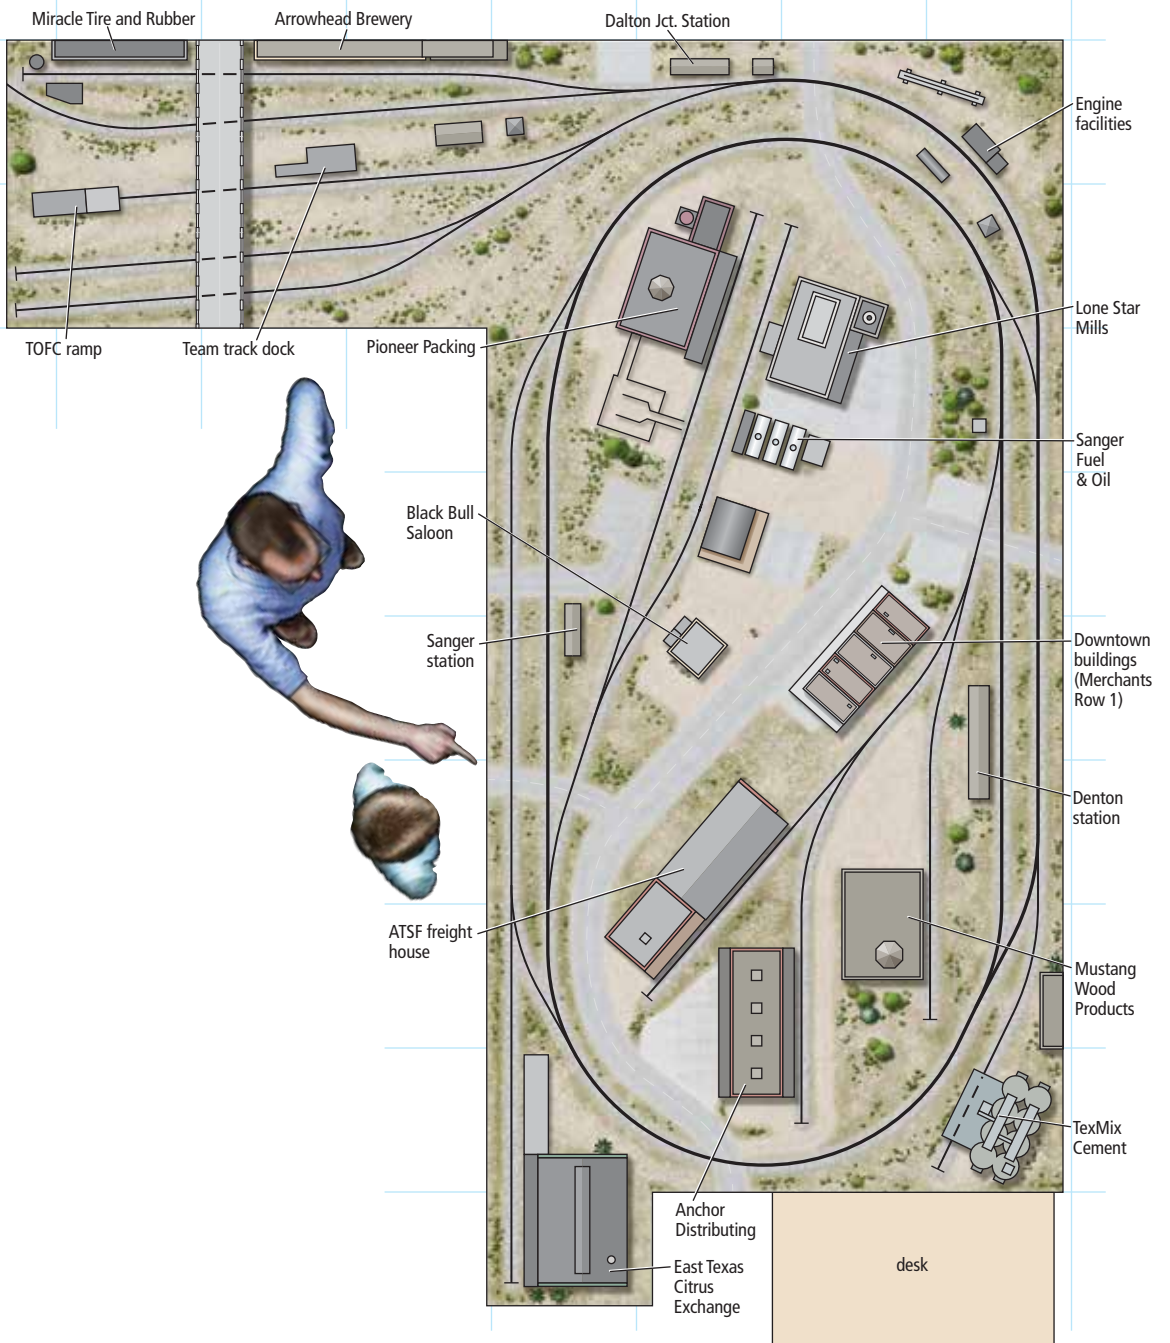 Miracle Tire and Rubber
Arrowhead Brewery
Dalton Jct. Station
Engine
facilities
TOFC ramp
Team track dock
Pioneer Packing
Lone Star
Mills
Sanger
Fuel
& Oil
Black Bull
Saloon
Sanger
station
Downtown
buildings
(Merchants
Row 1)
Denton
station
ATSF freight
house
Mustang
Wood
Products
TexMix
Cement
Anchor
Distributing
East Texas
Citrus
Exchange
desk